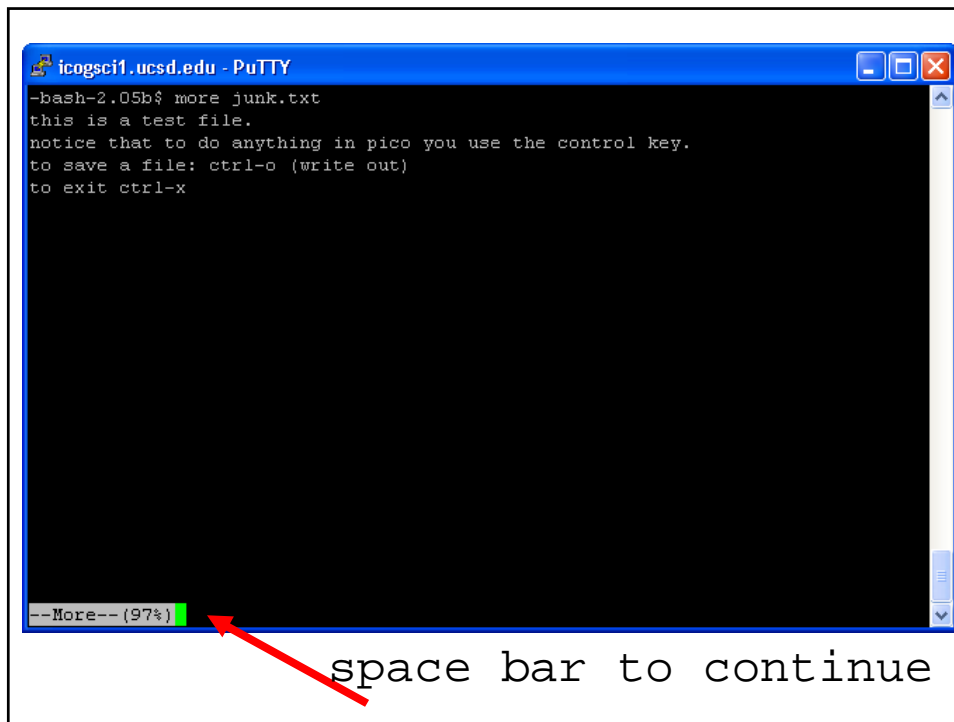 icogsci1.ucsd.edu - PuTTY
-bash-2.05b$ more junk.txt
this is a test file.
notice that to do anything in pico you use the control key.
to save a file: ctrl-o (write out)
to exit ctrl-x
--More--(97%)
space bar to continue